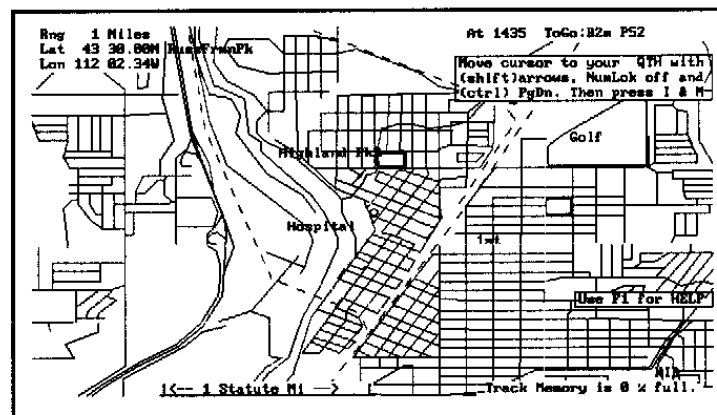 Rng 1 Miles
At 1435 ToGo:82m PS2
Lat 43 30.00N RussFrmnPk
Lon 112 02.34W
Move cursor to your QTH with
(shift)arrows, NumLok off and
(ctrl) PgDn. Then press I & M
Golf
Highland Pk
Hospital
Use F1 for HELP
|<-- 1 Statute Mi -->
Track Memory is 0 % full.